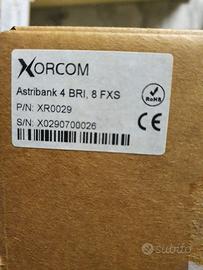 XORCOM
Astribank 4 BRI, 8 FXS
P/N: XR0029
S/N: X0290700026
RoHS
CE
subito